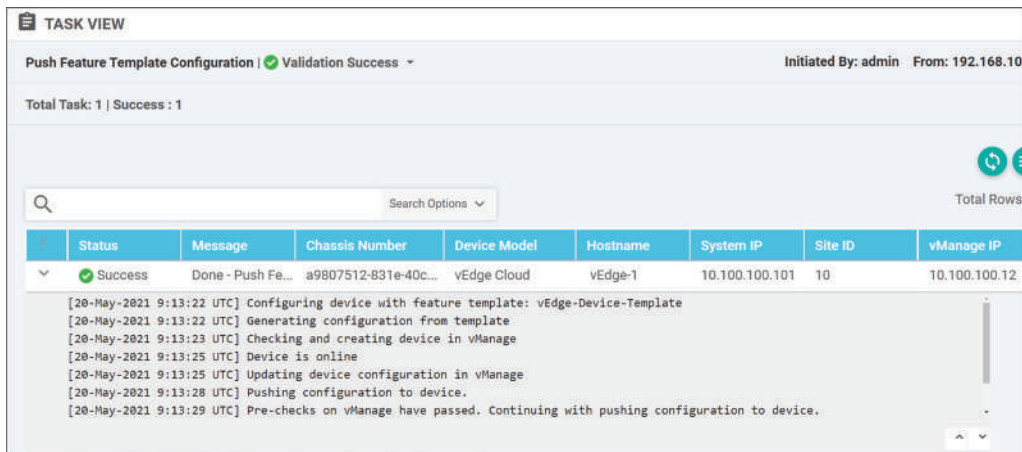 TASK VIEW
Push Feature Template Configuration | Validation Success
Initiated By: admin From: 192.168.10
Total Task: 1 | Success : 1
Search Options
Total Rows
Status Message Chassis Number Device Model Hostname System IP Site ID vManage IP
Success Done - Push Fe... a9807512-831e-40c... vEdge Cloud vEdge-1 10.100.100.101 10 10.100.100.12
[20-May-2021 9:13:22 UTC] Configuring device with feature template: vEdge-Device-Template
[20-May-2021 9:13:22 UTC] Generating configuration from template
[20-May-2021 9:13:23 UTC] Checking and creating device in vManage
[20-May-2021 9:13:25 UTC] Device is online
[20-May-2021 9:13:25 UTC] Updating device configuration in vManage
[20-May-2021 9:13:28 UTC] Pushing configuration to device.
[20-May-2021 9:13:29 UTC] Pre-checks on vManage have passed. Continuing with pushing configuration to device.